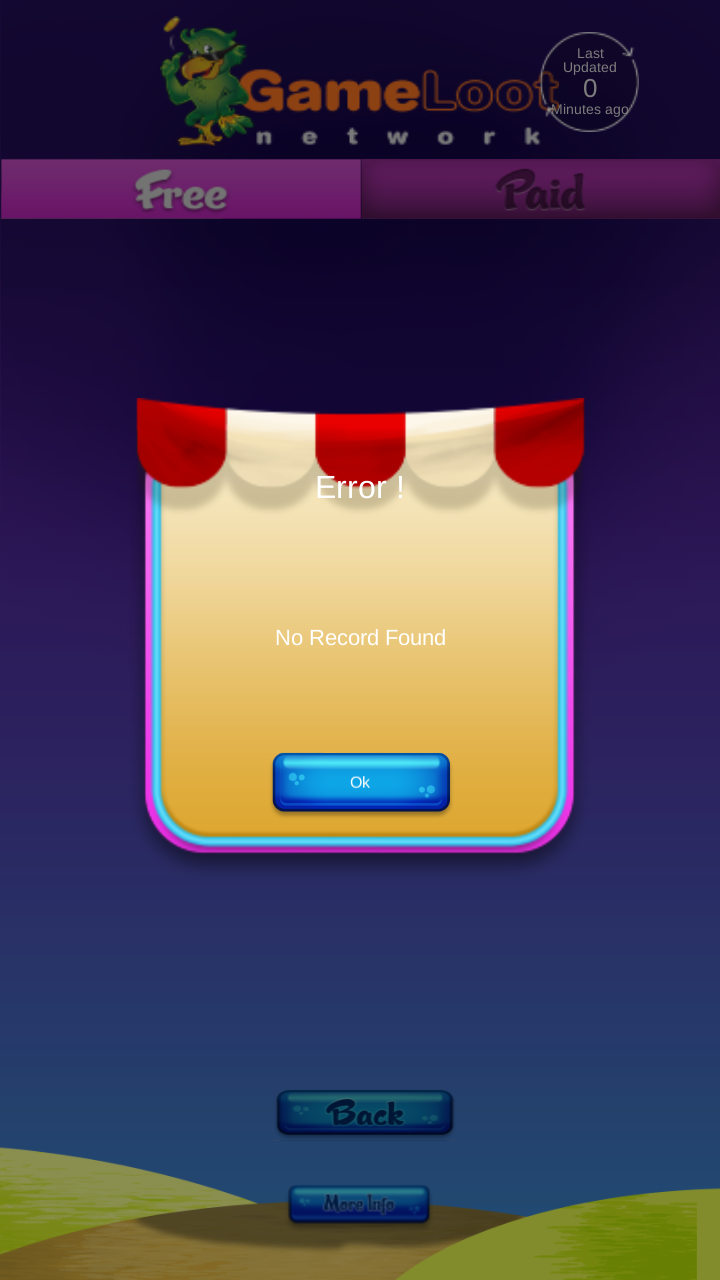 GameLoot
network
Last
Updated
0
Minutes ago
Free
Paid
Error !
No Record Found
Ok
Back
More Info